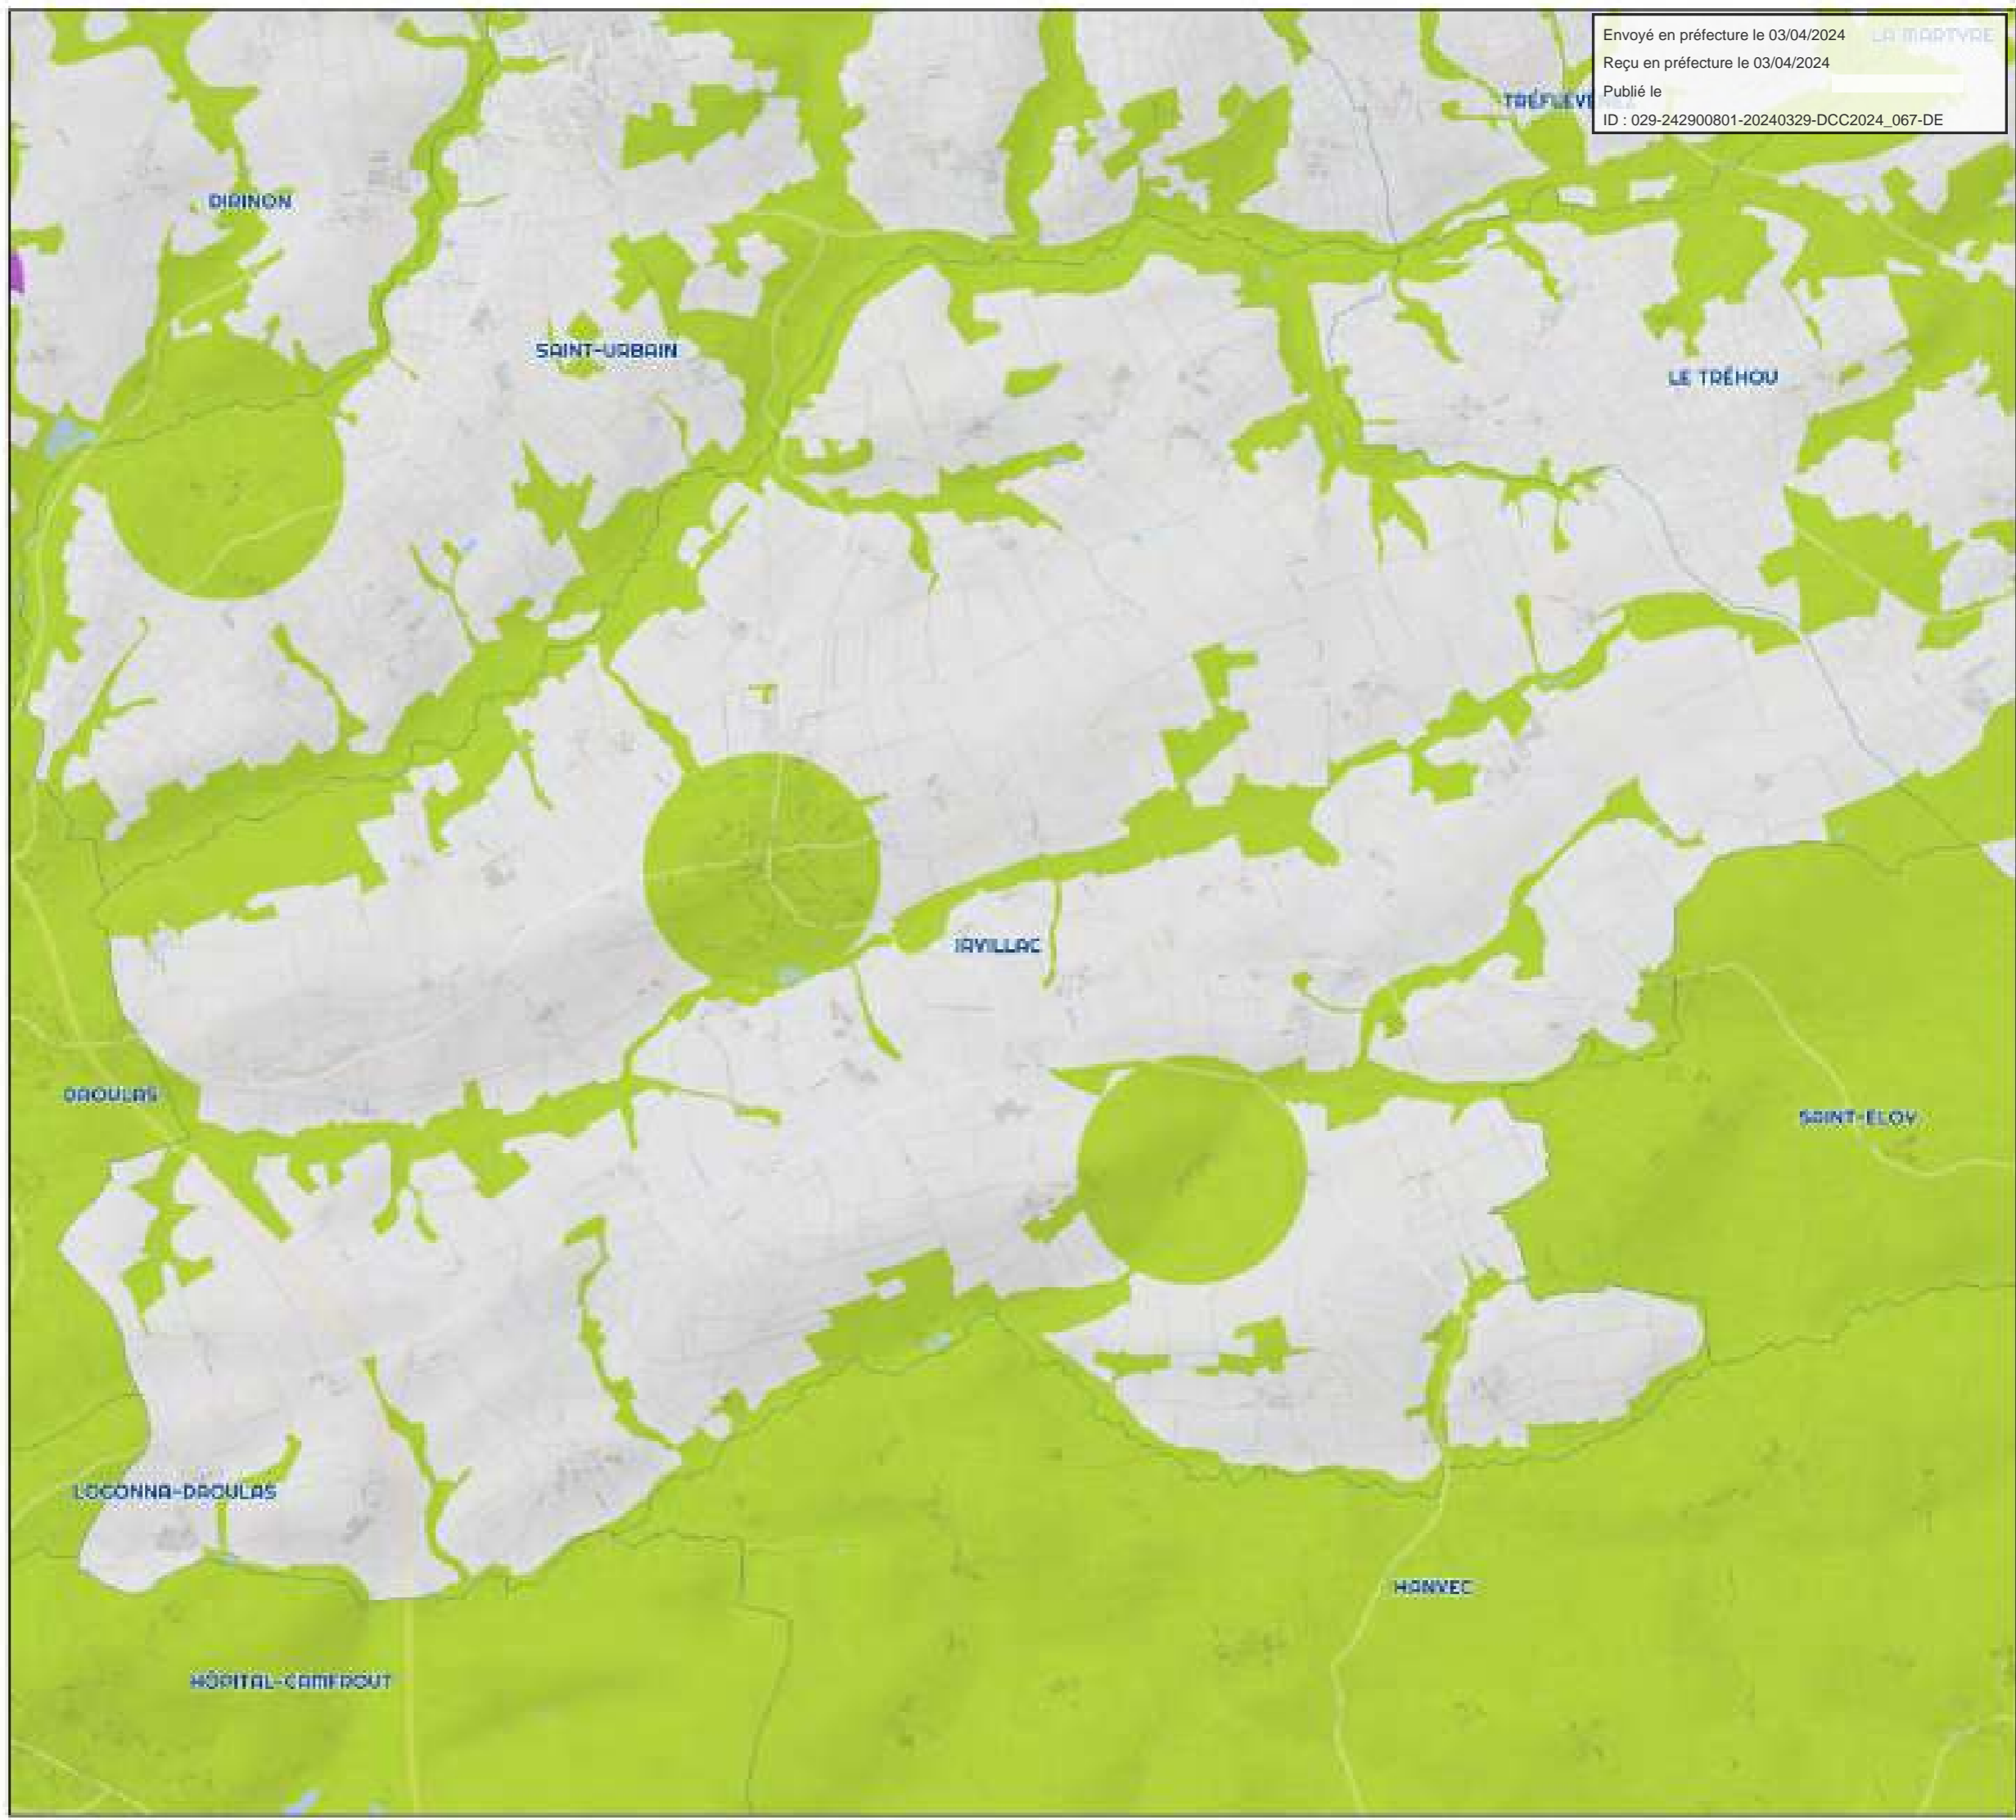 Envoyé en préfecture le 03/04/2024
LA MARTYRE
Reçu en préfecture le 03/04/2024
Publié le
TRÉFLÉVÉNEZ
ID : 029-242900801-20240329-DCC2024_067-DE
DIRINON
SAINT-URBAIN
LE TRÉHOU
IRVILLAC
DAOULAS
SAINT-ELOY
LOGONNA-DAOULAS
HANVEC
HÔPITAL-CAMFROUT